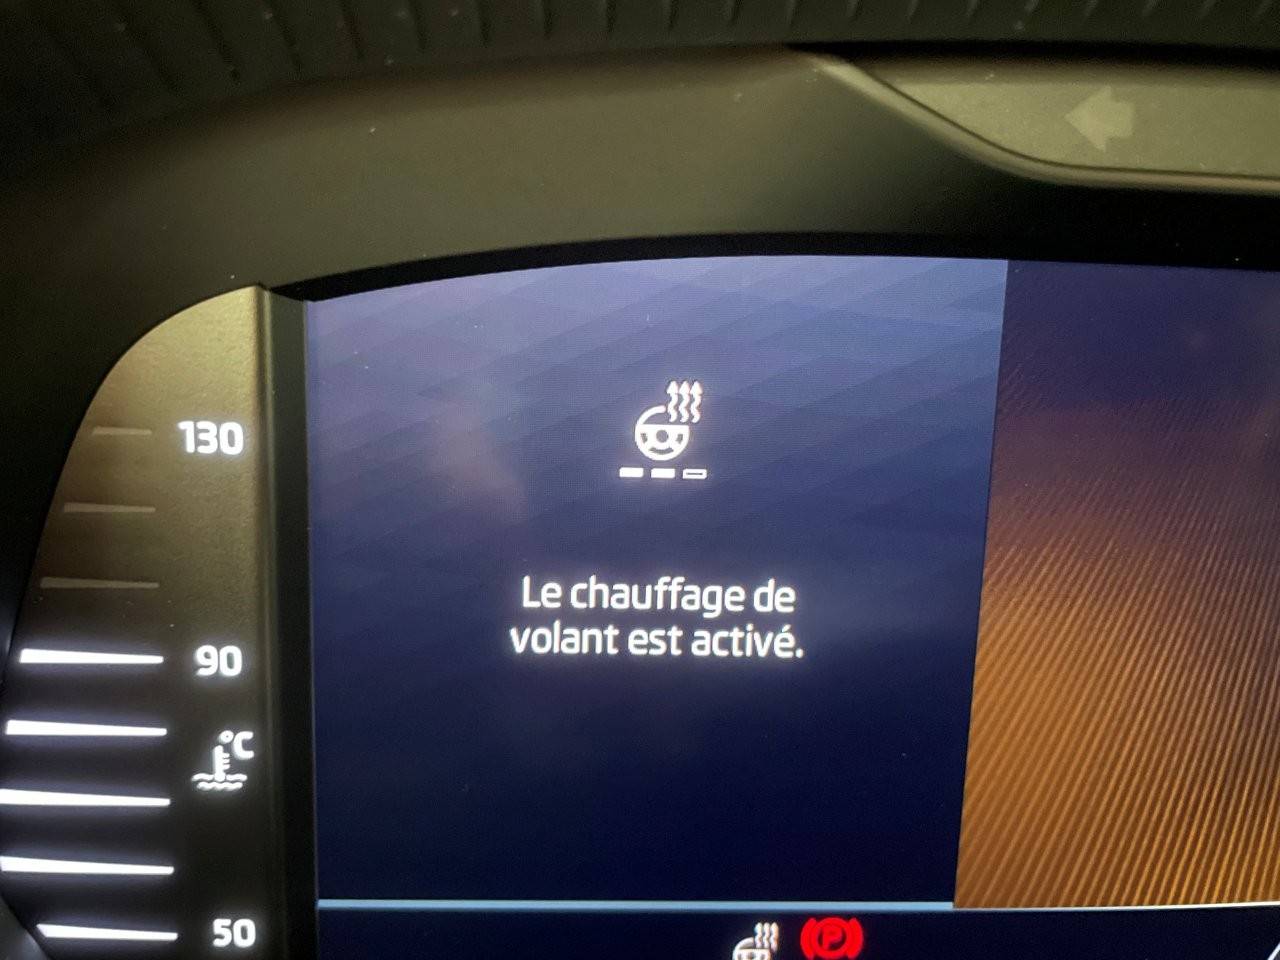 130
Le chauffage de
volant est activé.
90
°C
50
P